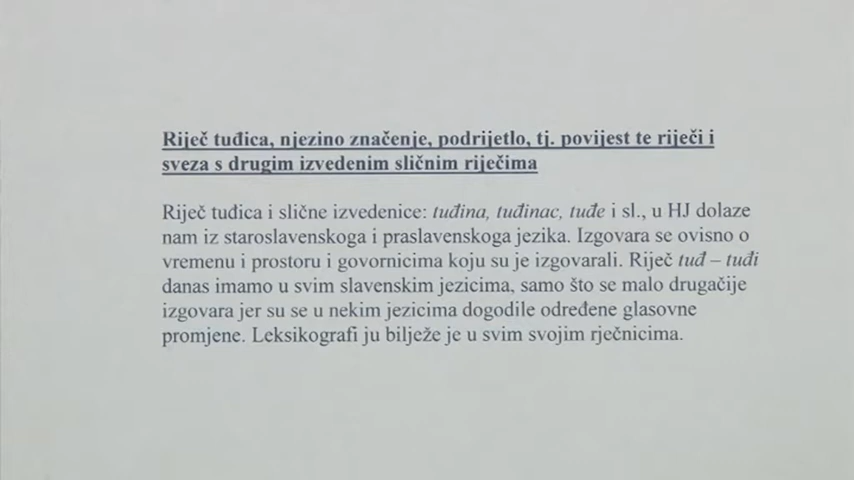 Riječ tuđica, njezino značenje, podrijetlo, tj. povijest te riječi i
sveza s drugim izvedenim sličnim riječima
Riječ tuđica i slične izvedenice: tuđina, tuđinac, tuđe i sl., u HJ dolaze
nam iz staroslavenskoga i praslavenskoga jezika. Izgovara se ovisno o
vremenu i prostoru i govornicima koju su je izgovarali. Riječ tuđ – tuđi
danas imamo u svim slavenskim jezicima, samo što se malo drugačije
izgovara jer su se u nekim jezicima dogodile određene glasovne
promjene. Leksikografi ju bilježe je u svim svojim rječnicima.